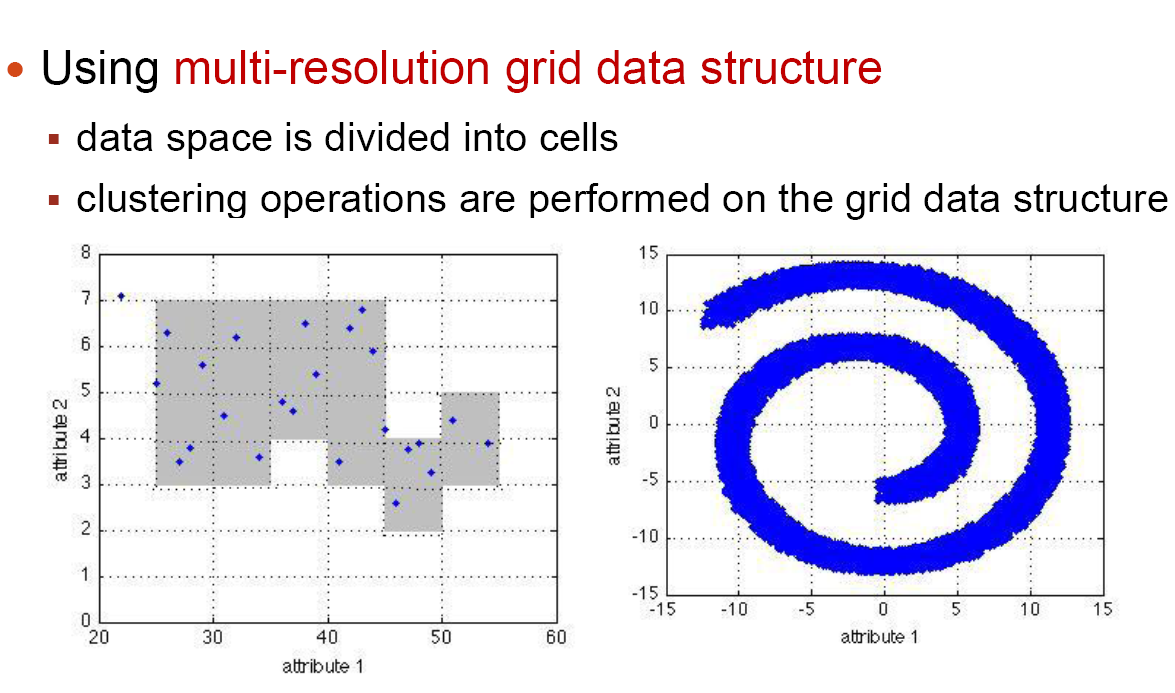 • Using multi-resolution grid data structure
▪ data space is divided into cells
▪ clustering operations are performed on the grid data structure
8
7
6
5
4
3
2
1
0
attribute 2
20 30 40 50 60
attribute 1
15
10
5
0
-5
-10
-15
attribute 2
-15 -10 -5 0 5 10 15
attribute 1